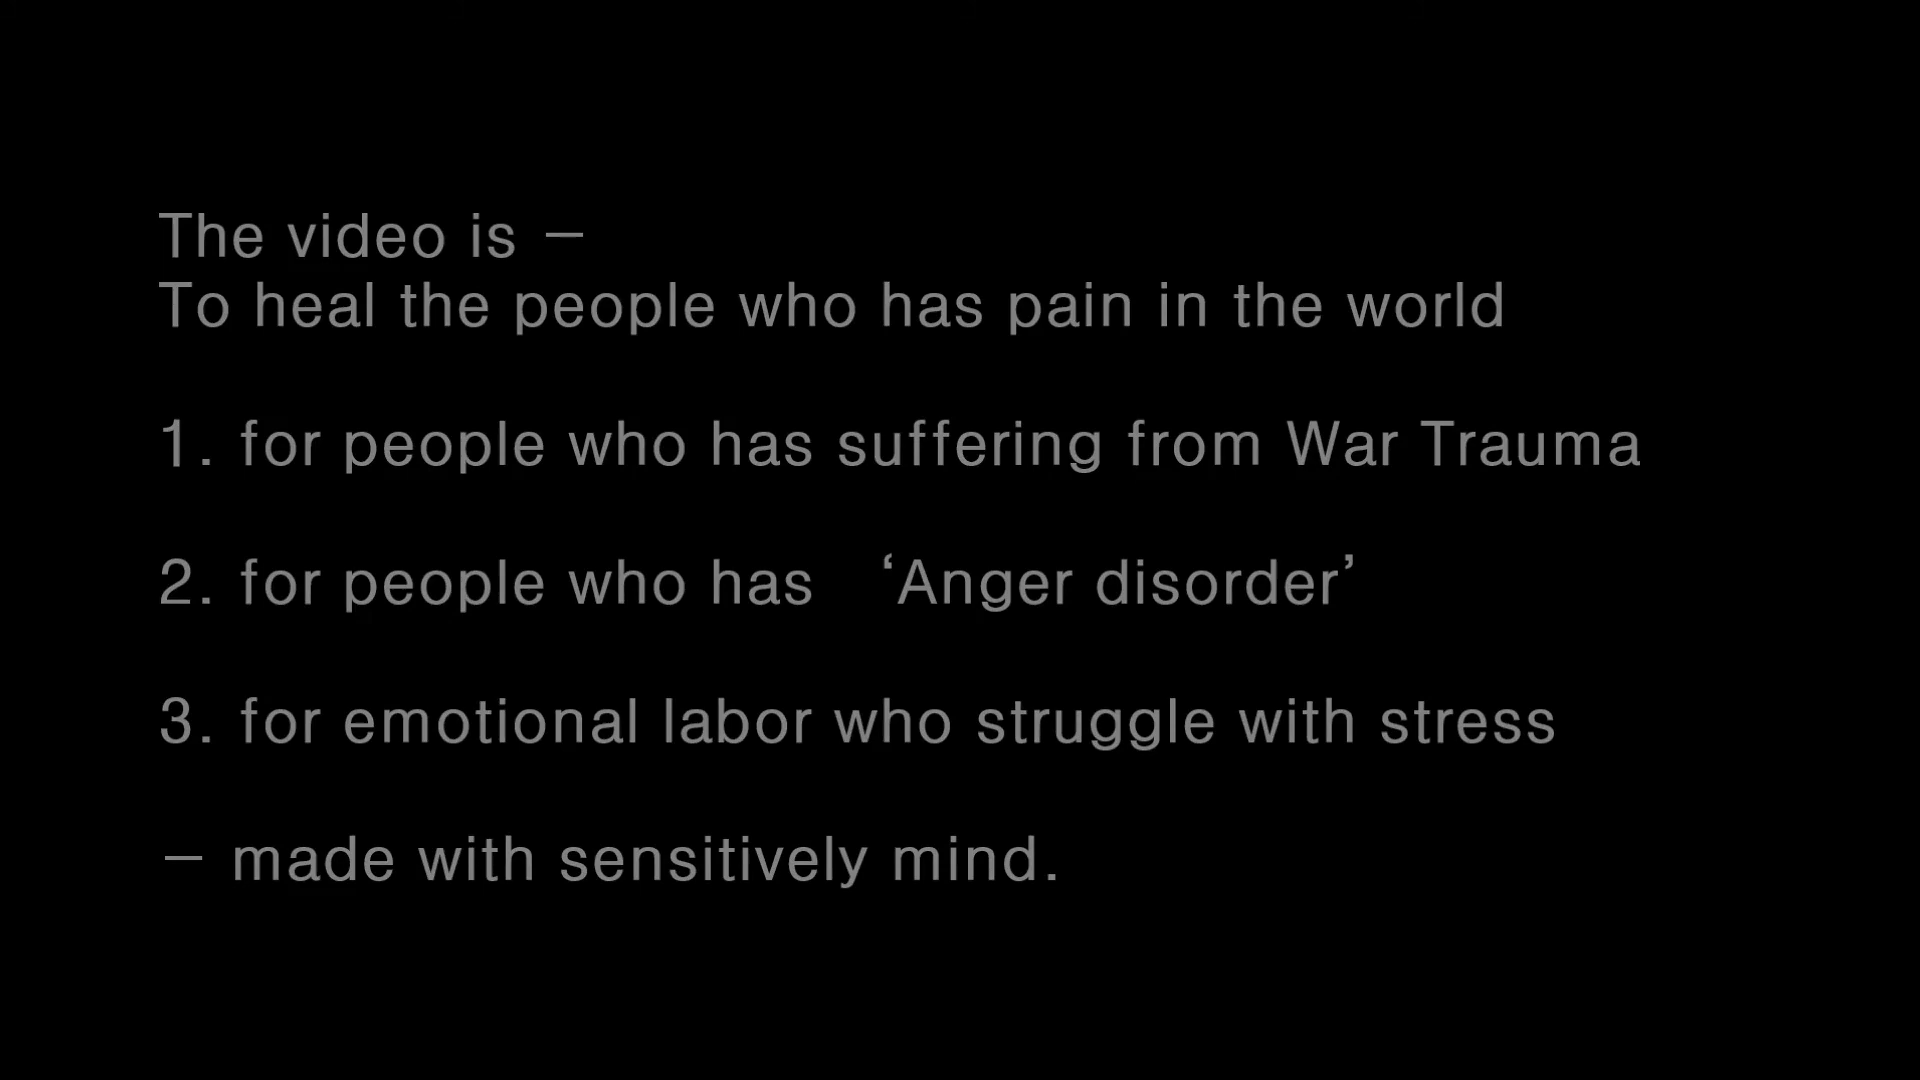 The video is –
To heal the people who has pain in the world
1. for people who has suffering from War Trauma
2. for people who has ‘Anger disorder’
3. for emotional labor who struggle with stress
– made with sensitively mind.